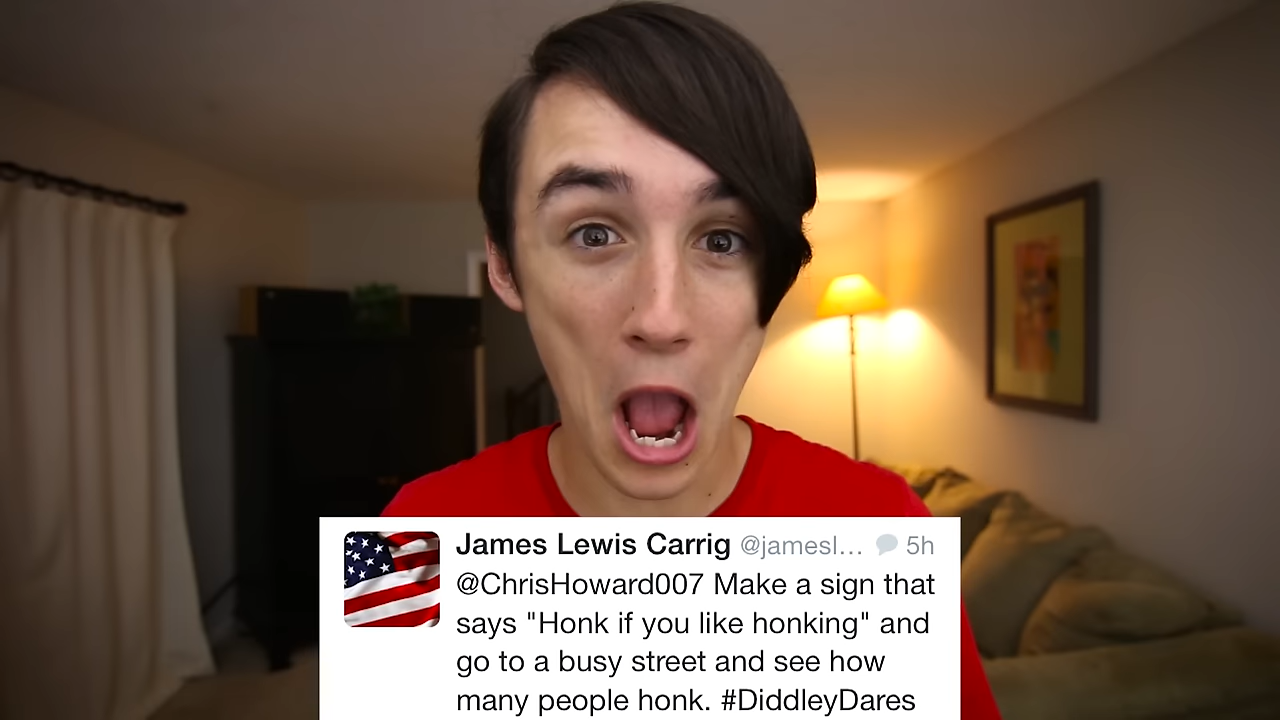 James Lewis Carrig @jamesl... 5h
@ChrisHoward007 Make a sign that
says "Honk if you like honking" and
go to a busy street and see how
many people honk. #DiddleyDares